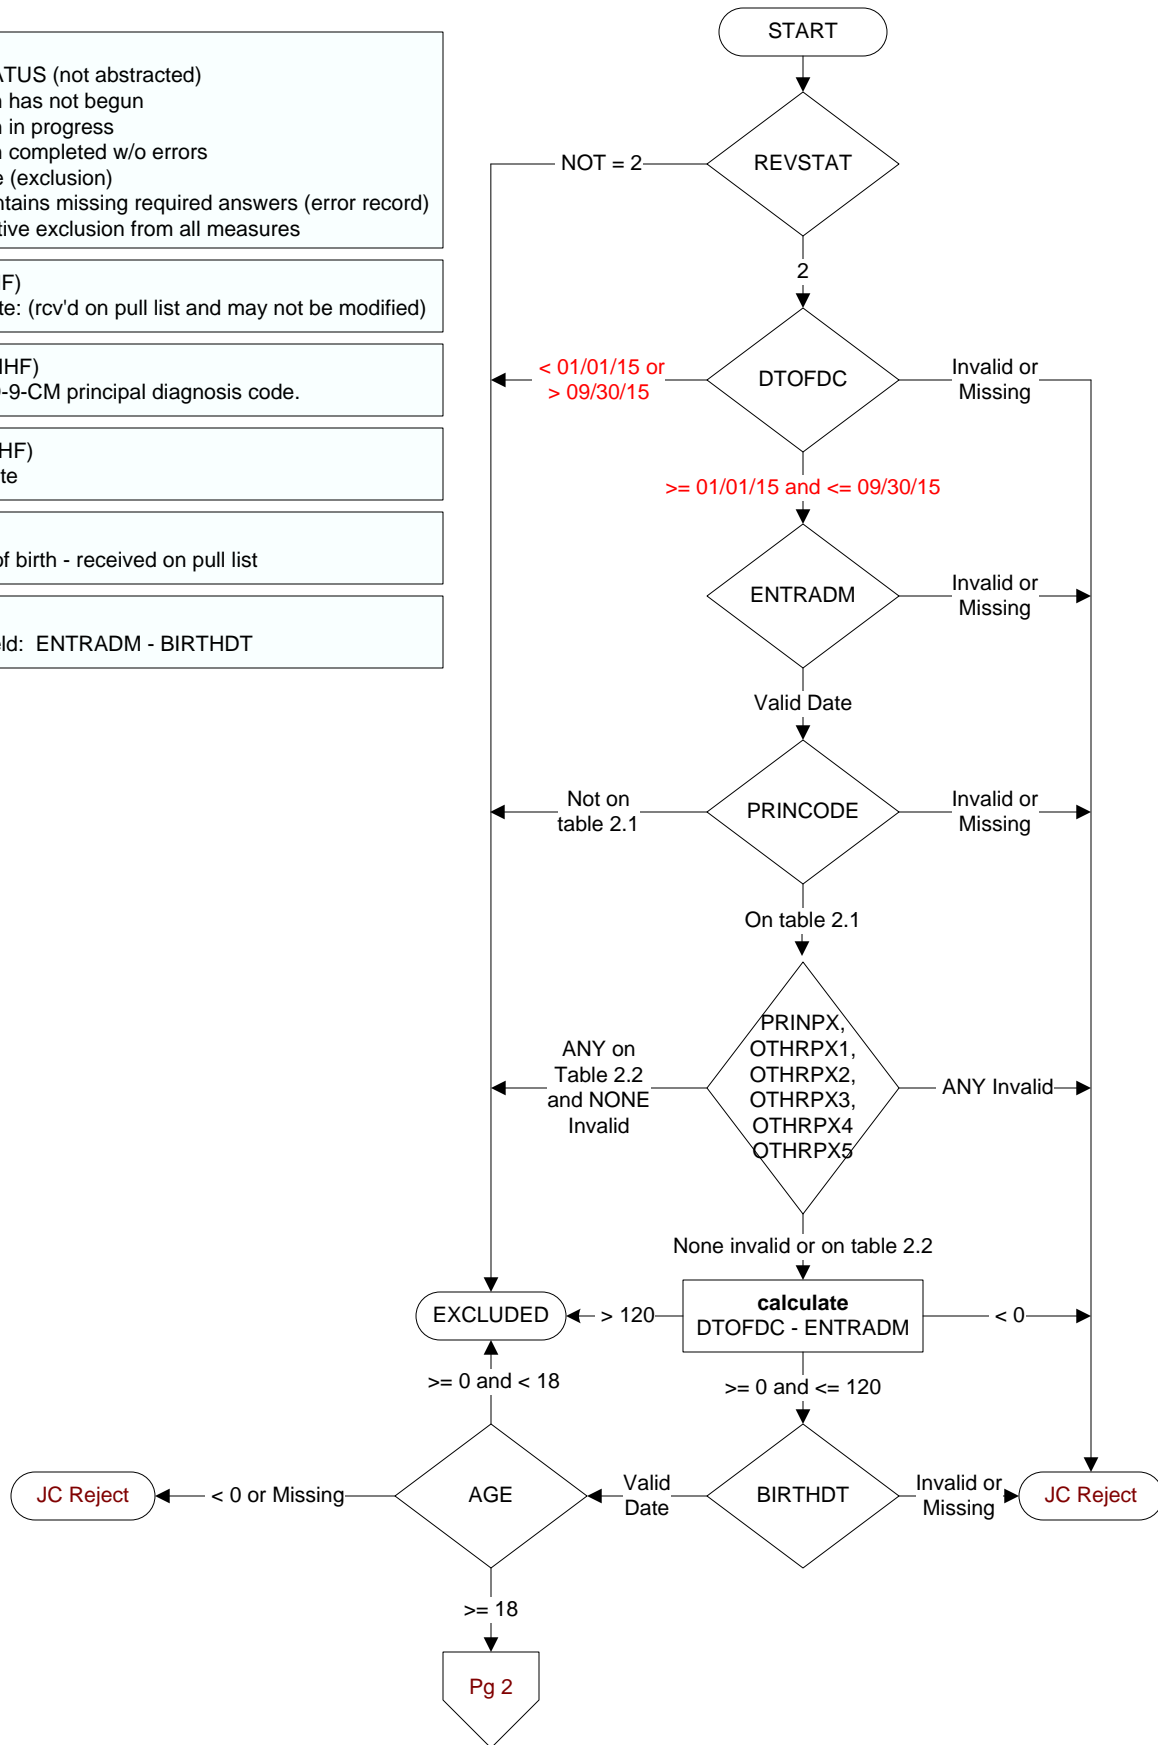 START
ATUS (not abstracted)
has not begun
in progress
completed w/o errors
(exclusion)
missing required answers (error record)
exclusion from all measures
(rcv'd on pull list and may not be modified)
-9-CM principal diagnosis code.
of birth - received on pull list
ENTRADM - BIRTHDT
REVSTAT
NOT = 2
2
DTOFDC
< 01/01/15 or
> 09/30/15
Invalid or
Missing
>= 01/01/15 and <= 09/30/15
ENTRADM
Invalid or
Missing
Valid Date
PRINCODE
Not on
table 2.1
Invalid or
Missing
On table 2.1
PRINPX,
OTHRPX1,
OTHRPX2,
OTHRPX3,
OTHRPX4
OTHRPX5
ANY on
Table 2.2
and NONE
Invalid
ANY Invalid
None invalid or on table 2.2
calculate
DTOFDC - ENTRADM
> 120
< 0
EXCLUDED
>= 0 and <= 120
>= 0 and < 18
BIRTHDT
Invalid or
Missing
JC Reject
Valid
Date
AGE
< 0 or Missing
JC Reject
>= 18
Pg 2